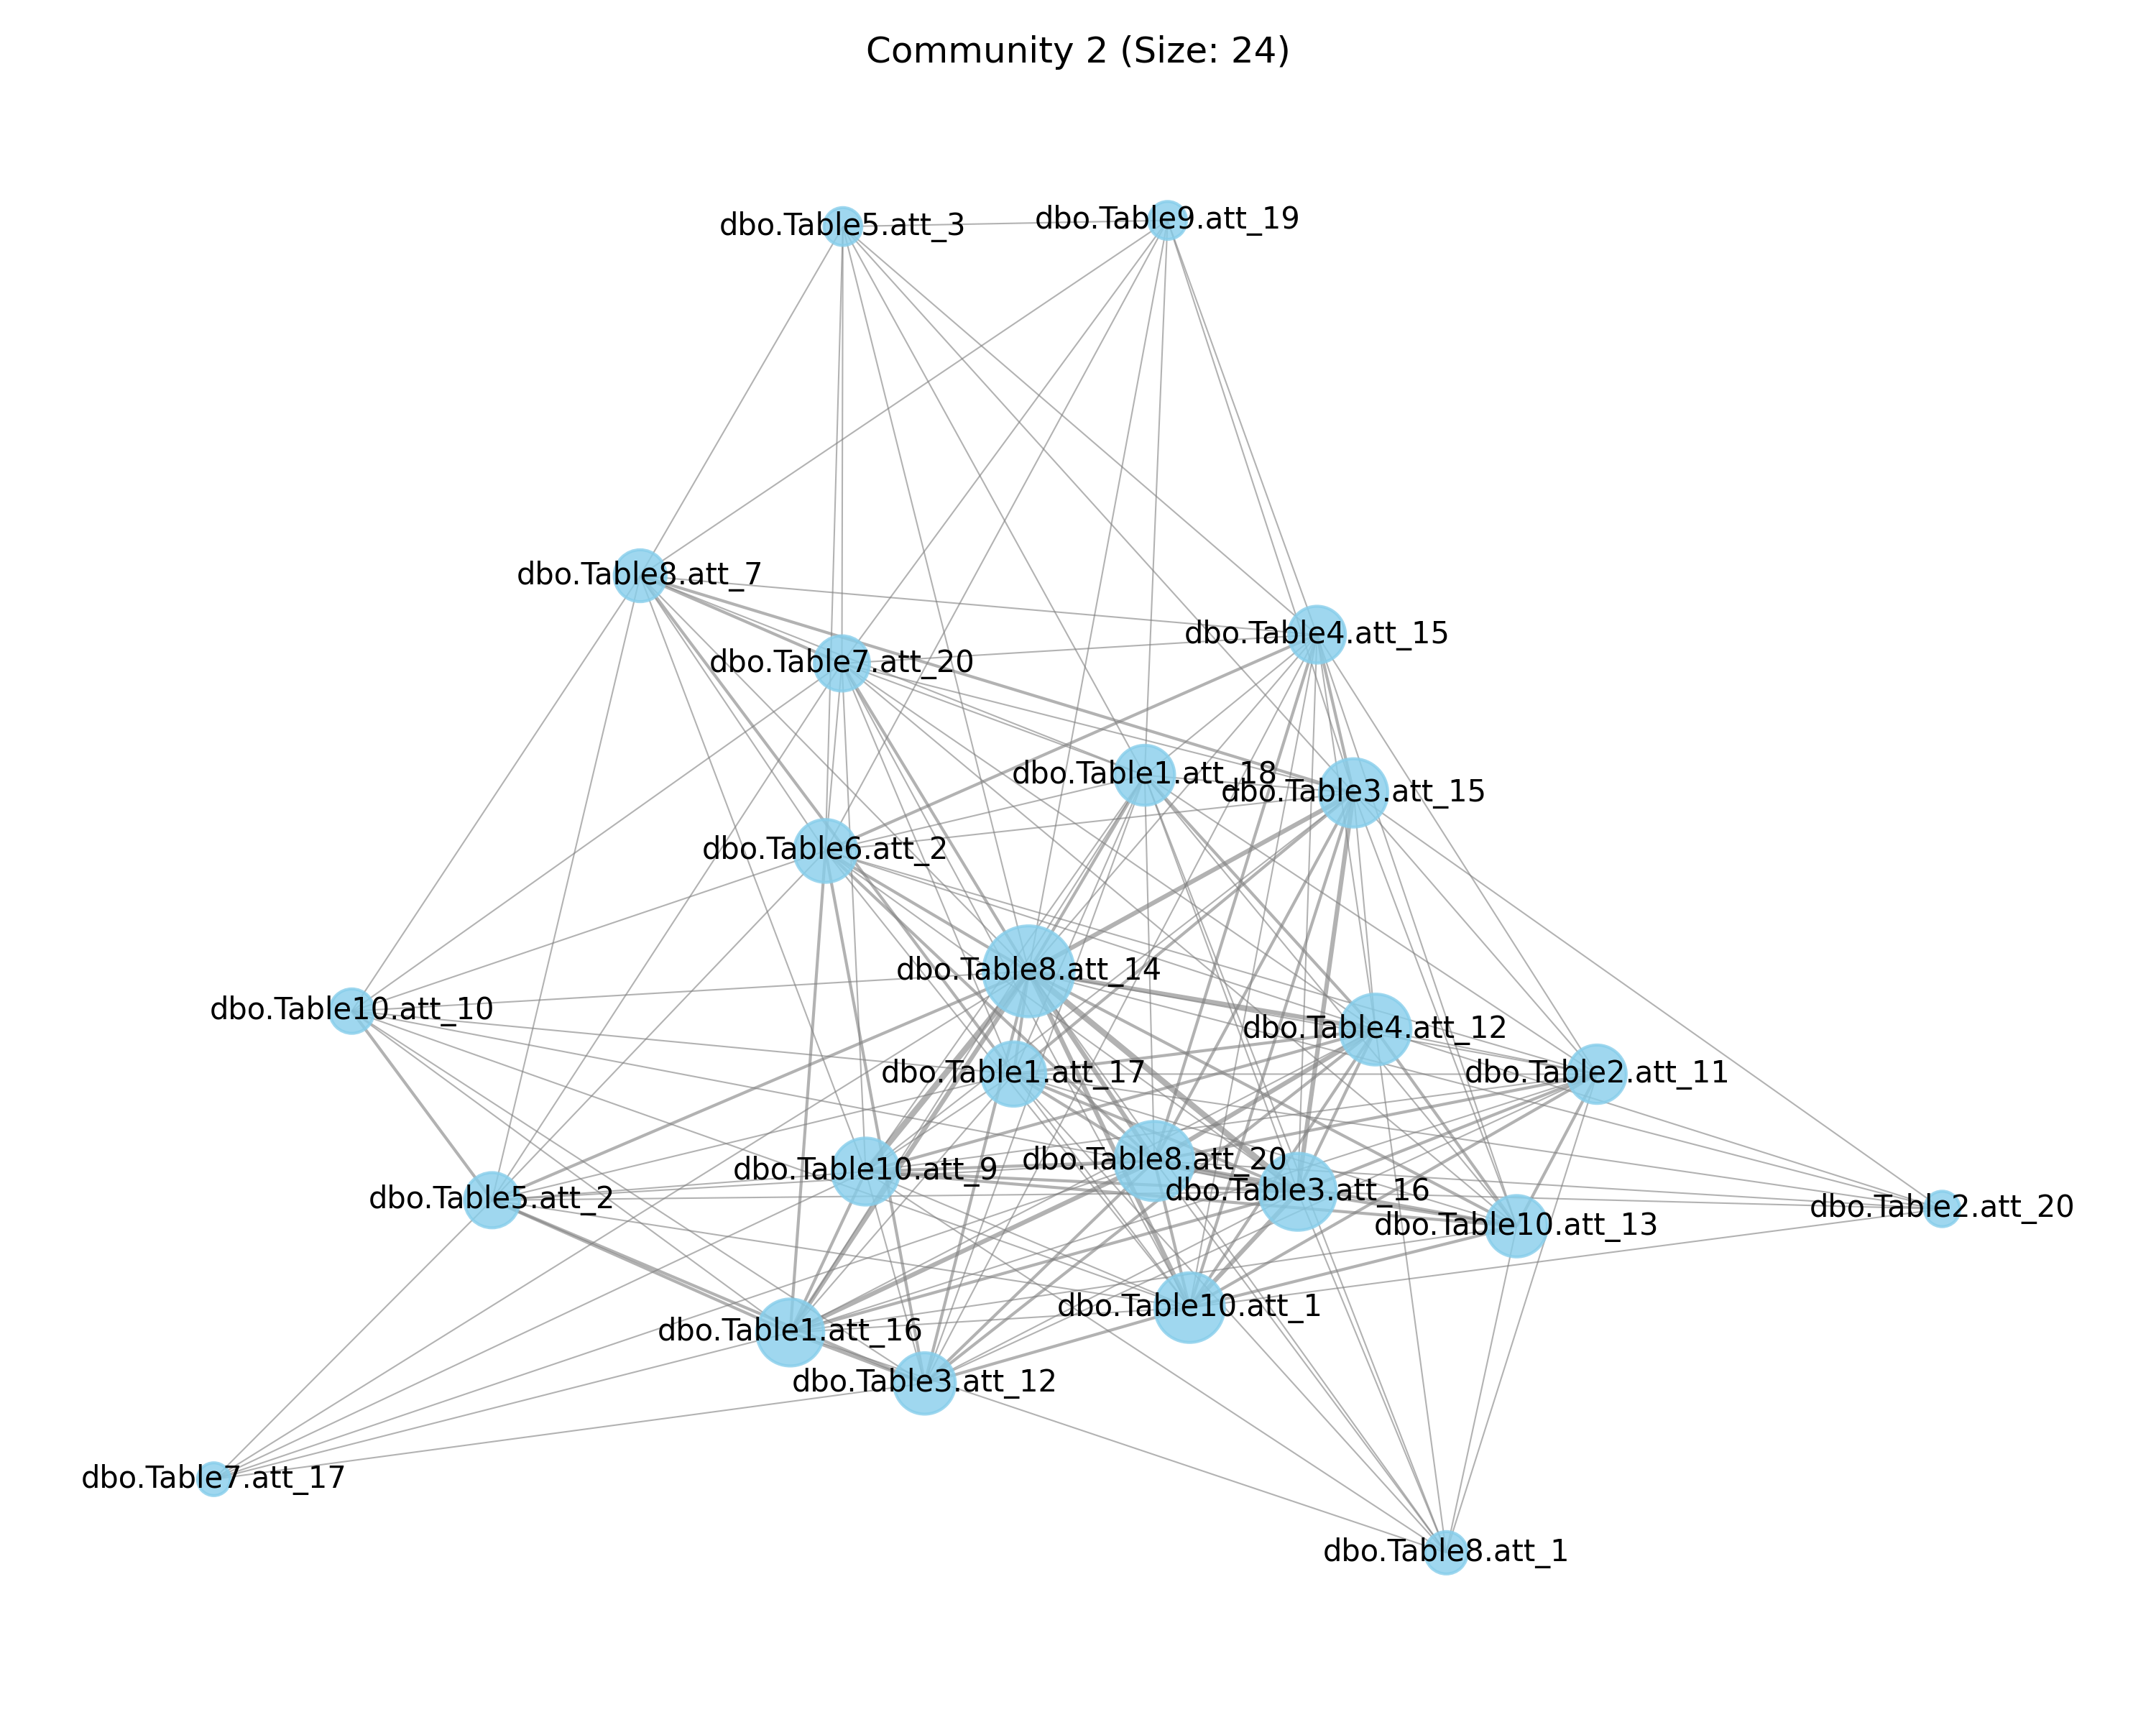 Community 2 (Size: 24)
dbo.Table5.att_3
dbo.Table9.att_19
dbo.Table8.att_7
dbo.Table4.att_15
dbo.Table7.att_20
dbo.Table1.att_18
dbo.Table3.att_15
dbo.Table6.att_2
dbo.Table8.att_14
dbo.Table10.att_10
dbo.Table4.att_12
dbo.Table1.att_17
dbo.Table2.att_11
dbo.Table8.att_20
dbo.Table10.att_9
dbo.Table3.att_16
dbo.Table5.att_2
dbo.Table2.att_20
dbo.Table10.att_13
dbo.Table10.att_1
dbo.Table1.att_16
dbo.Table3.att_12
dbo.Table7.att_17
dbo.Table8.att_1